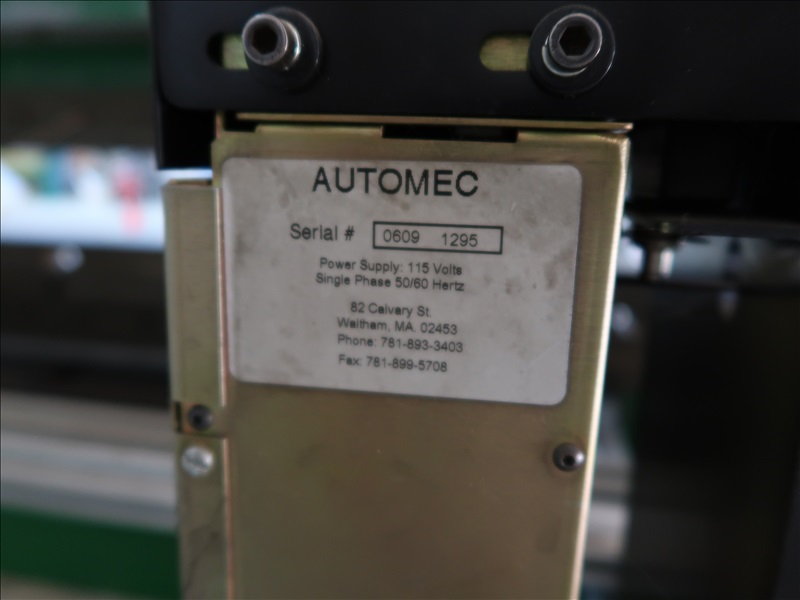 AUTOMEC
Serial # 0609 1295
Power Supply: 115 Volts
Single Phase 50/60 Hertz
82 Calvary St.
Waltham, MA. 02453
Phone: 781-893-3403
Fax: 781-899-5708